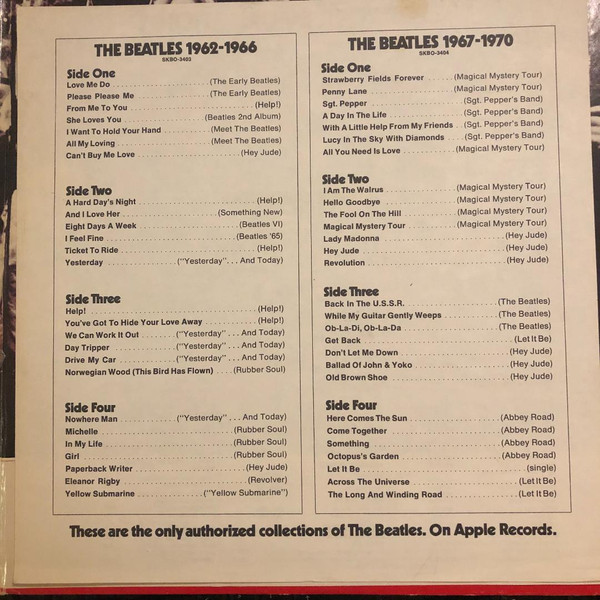 THE BEATLES 1962-1966
SKBO-3403
Side One
Love Me Do . . . . . . . . . . . . . . . . . (The Early Beatles)
Please Please Me . . . . . . . . . . . . (The Early Beatles)
From Me To You . . . . . . . . . . . . . . . . . . . (Help!)
She Loves You . . . . . . . . . . . . (Beatles 2nd Album)
I Want To Hold Your Hand . . . . . . . (Meet The Beatles)
All My Loving . . . . . . . . . . . . . . . (Meet The Beatles)
Can't Buy Me Love . . . . . . . . . . . . . . (Hey Jude)
Side Two
A Hard Day's Night . . . . . . . . . . . . . . . . . (Help!)
And I Love Her . . . . . . . . . . . . . . (Something New)
Eight Days A Week . . . . . . . . . . . . . . (Beatles VI)
I Feel Fine . . . . . . . . . . . . . . . . . . . (Beatles '65)
Ticket To Ride . . . . . . . . . . . . . . . . . . . . (Help!)
Yesterday . . . . . . . . . . ("Yesterday" . . . And Today)
Side Three
Help! . . . . . . . . . . . . . . . . . . . . . . . . . . (Help!)
You've Got To Hide Your Love Away . . . . . . . . (Help!)
We Can Work It Out . . . . . ("Yesterday" . . . And Today)
Day Tripper . . . . . . . . . . ("Yesterday" . . . And Today)
Drive My Car . . . . . . . . . ("Yesterday" . . . And Today)
Norwegian Wood (This Bird Has Flown) . . . . (Rubber Soul)
Side Four
Nowhere Man . . . . . . . . . ("Yesterday" . . . And Today)
Michelle . . . . . . . . . . . . . . . . . . . . (Rubber Soul)
In My Life . . . . . . . . . . . . . . . . . . . (Rubber Soul)
Girl . . . . . . . . . . . . . . . . . . . . . . . (Rubber Soul)
Paperback Writer . . . . . . . . . . . . . . . . (Hey Jude)
Eleanor Rigby . . . . . . . . . . . . . . . . . . (Revolver)
Yellow Submarine . . . . . . . . . . ("Yellow Submarine")
THE BEATLES 1967-1970
SKBO-3404
Side One
Strawberry Fields Forever . . . . . (Magical Mystery Tour)
Penny Lane . . . . . . . . . . . . . . (Magical Mystery Tour)
Sgt. Pepper . . . . . . . . . . . . . . . (Sgt. Pepper's Band)
A Day In The Life . . . . . . . . . . . (Sgt. Pepper's Band)
With A Little Help From My Friends . . (Sgt. Pepper's Band)
Lucy In The Sky With Diamonds . . . . (Sgt. Pepper's Band)
All You Need Is Love . . . . . . . . . (Magical Mystery Tour)
Side Two
I Am The Walrus . . . . . . . . . . . (Magical Mystery Tour)
Hello Goodbye . . . . . . . . . . . . (Magical Mystery Tour)
The Fool On The Hill . . . . . . . . (Magical Mystery Tour)
Magical Mystery Tour . . . . . . . . (Magical Mystery Tour)
Lady Madonna . . . . . . . . . . . . . . . . . . (Hey Jude)
Hey Jude . . . . . . . . . . . . . . . . . . . . . (Hey Jude)
Revolution . . . . . . . . . . . . . . . . . . . . (Hey Jude)
Side Three
Back In The U.S.S.R. . . . . . . . . . . . . . (The Beatles)
While My Guitar Gently Weeps . . . . . . . . (The Beatles)
Ob-La-Di, Ob-La-Da . . . . . . . . . . . . . . (The Beatles)
Get Back . . . . . . . . . . . . . . . . . . . . . (Let It Be)
Don't Let Me Down . . . . . . . . . . . . . . . (Hey Jude)
Ballad Of John & Yoko . . . . . . . . . . . . . (Hey Jude)
Old Brown Shoe . . . . . . . . . . . . . . . . . (Hey Jude)
Side Four
Here Comes The Sun . . . . . . . . . . . . . (Abbey Road)
Come Together . . . . . . . . . . . . . . . . . (Abbey Road)
Something . . . . . . . . . . . . . . . . . . . (Abbey Road)
Octopus's Garden . . . . . . . . . . . . . . . (Abbey Road)
Let It Be . . . . . . . . . . . . . . . . . . . . . . (single)
Across The Universe . . . . . . . . . . . . . . (Let It Be)
The Long And Winding Road . . . . . . . . . . (Let It Be)
These are the only authorized collections of The Beatles. On Apple Records.